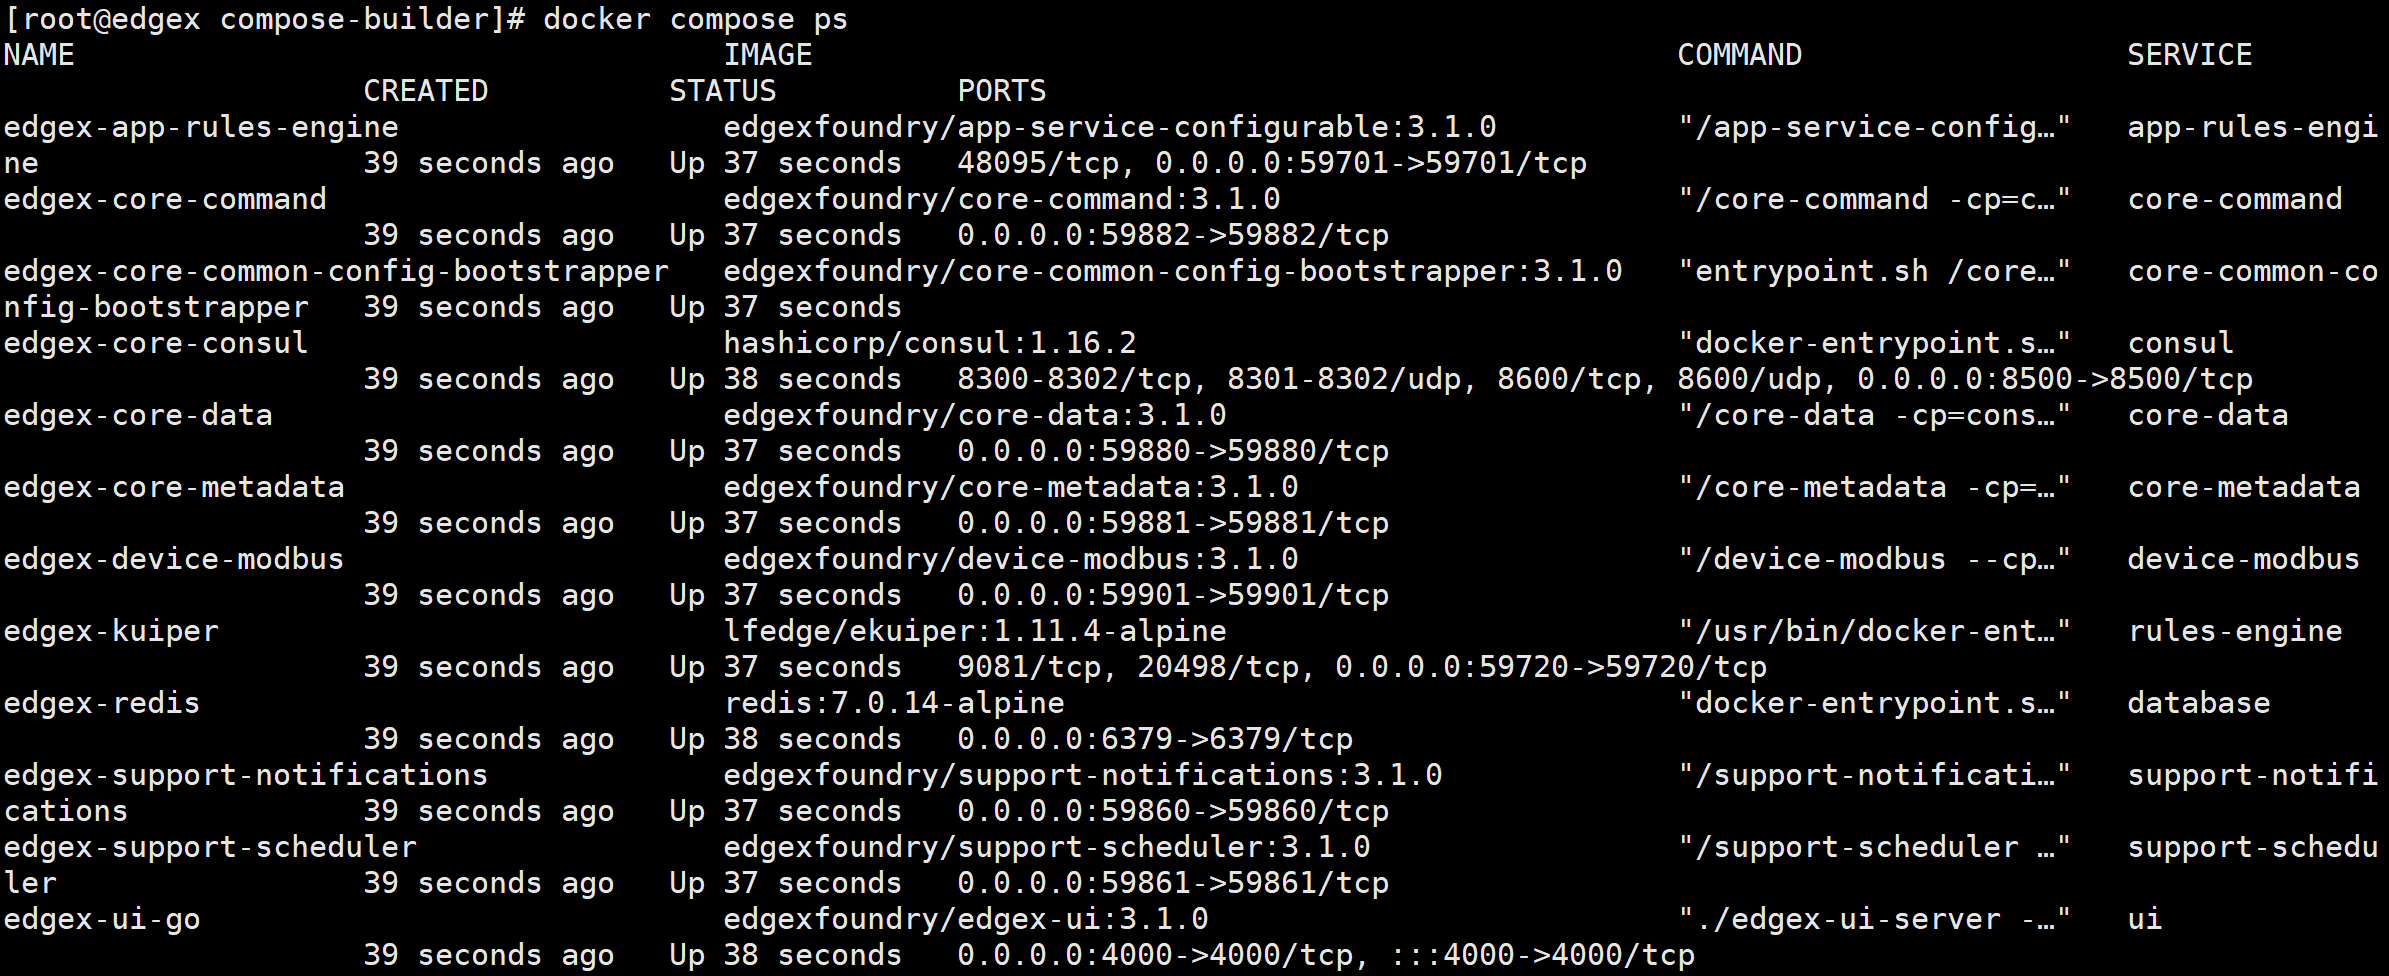 [root@edgex compose-builder]# docker compose ps
NAME                                    IMAGE                                                COMMAND                  SERVICE
                    CREATED          STATUS          PORTS
edgex-app-rules-engine                  edgexfoundry/app-service-configurable:3.1.0          "/app-service-config…"   app-rules-engi
ne                  39 seconds ago   Up 37 seconds   48095/tcp, 0.0.0.0:59701->59701/tcp
edgex-core-command                      edgexfoundry/core-command:3.1.0                      "/core-command -cp=c…"   core-command
                    39 seconds ago   Up 37 seconds   0.0.0.0:59882->59882/tcp
edgex-core-common-config-bootstrapper   edgexfoundry/core-common-config-bootstrapper:3.1.0   "entrypoint.sh /core…"   core-common-co
nfig-bootstrapper   39 seconds ago   Up 37 seconds
edgex-core-consul                       hashicorp/consul:1.16.2                              "docker-entrypoint.s…"   consul
                    39 seconds ago   Up 38 seconds   8300-8302/tcp, 8301-8302/udp, 8600/tcp, 8600/udp, 0.0.0.0:8500->8500/tcp
edgex-core-data                         edgexfoundry/core-data:3.1.0                         "/core-data -cp=cons…"   core-data
                    39 seconds ago   Up 37 seconds   0.0.0.0:59880->59880/tcp
edgex-core-metadata                     edgexfoundry/core-metadata:3.1.0                     "/core-metadata -cp=…"   core-metadata
                    39 seconds ago   Up 37 seconds   0.0.0.0:59881->59881/tcp
edgex-device-modbus                     edgexfoundry/device-modbus:3.1.0                     "/device-modbus --cp…"   device-modbus
                    39 seconds ago   Up 37 seconds   0.0.0.0:59901->59901/tcp
edgex-kuiper                            lfedge/ekuiper:1.11.4-alpine                         "/usr/bin/docker-ent…"   rules-engine
                    39 seconds ago   Up 37 seconds   9081/tcp, 20498/tcp, 0.0.0.0:59720->59720/tcp
edgex-redis                             redis:7.0.14-alpine                                  "docker-entrypoint.s…"   database
                    39 seconds ago   Up 38 seconds   0.0.0.0:6379->6379/tcp
edgex-support-notifications             edgexfoundry/support-notifications:3.1.0             "/support-notificati…"   support-notifi
cations             39 seconds ago   Up 37 seconds   0.0.0.0:59860->59860/tcp
edgex-support-scheduler                 edgexfoundry/support-scheduler:3.1.0                 "/support-scheduler …"   support-schedu
ler                 39 seconds ago   Up 37 seconds   0.0.0.0:59861->59861/tcp
edgex-ui-go                             edgexfoundry/edgex-ui:3.1.0                          "./edgex-ui-server -…"   ui
                    39 seconds ago   Up 38 seconds   0.0.0.0:4000->4000/tcp, :::4000->4000/tcp